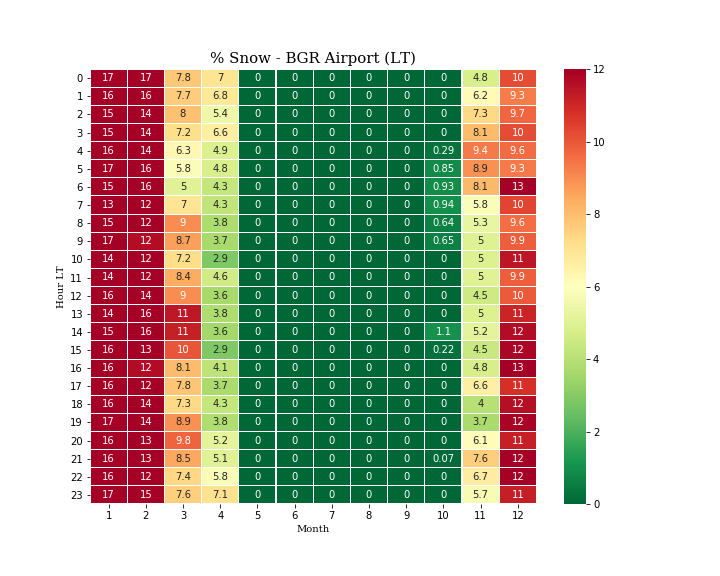 % Snow - BGR Airport (LT)
0 17 17 7.8 7 0 0 0 0 0 0 4.8 10
1 16 16 7.7 6.8 0 0 0 0 0 0 6.2 9.3
2 15 14 8 5.4 0 0 0 0 0 0 7.3 9.7
3 15 14 7.2 6.6 0 0 0 0 0 0 8.1 10
4 16 14 6.3 4.9 0 0 0 0 0 0.29 9.4 9.6
5 17 16 5.8 4.8 0 0 0 0 0 0.85 8.9 9.3
6 15 16 5 4.3 0 0 0 0 0 0.93 8.1 13
7 13 12 7 4.3 0 0 0 0 0 0.94 5.8 10
8 15 12 9 3.8 0 0 0 0 0 0.64 5.3 9.6
9 17 12 8.7 3.7 0 0 0 0 0 0.65 5 9.9
10 14 12 7.2 2.9 0 0 0 0 0 0 5 11
11 14 12 8.4 4.6 0 0 0 0 0 0 5 9.9
12 16 14 9 3.6 0 0 0 0 0 0 4.5 10
13 14 16 11 3.8 0 0 0 0 0 0 5 11
14 15 16 11 3.6 0 0 0 0 0 1.1 5.2 12
15 16 13 10 2.9 0 0 0 0 0 0.22 4.5 12
16 16 12 8.1 4.1 0 0 0 0 0 0 4.8 13
17 16 12 7.8 3.7 0 0 0 0 0 0 6.6 11
18 16 14 7.3 4.3 0 0 0 0 0 0 4 12
19 17 14 8.9 3.8 0 0 0 0 0 0 3.7 12
20 16 13 9.8 5.2 0 0 0 0 0 0 6.1 11
21 16 13 8.5 5.1 0 0 0 0 0 0.07 7.6 12
22 16 12 7.4 5.8 0 0 0 0 0 0 6.7 12
23 17 15 7.6 7.1 0 0 0 0 0 0 5.7 11
1 2 3 4 5 6 7 8 9 10 11 12
Month
Hour LT
12
10
8
6
4
2
0